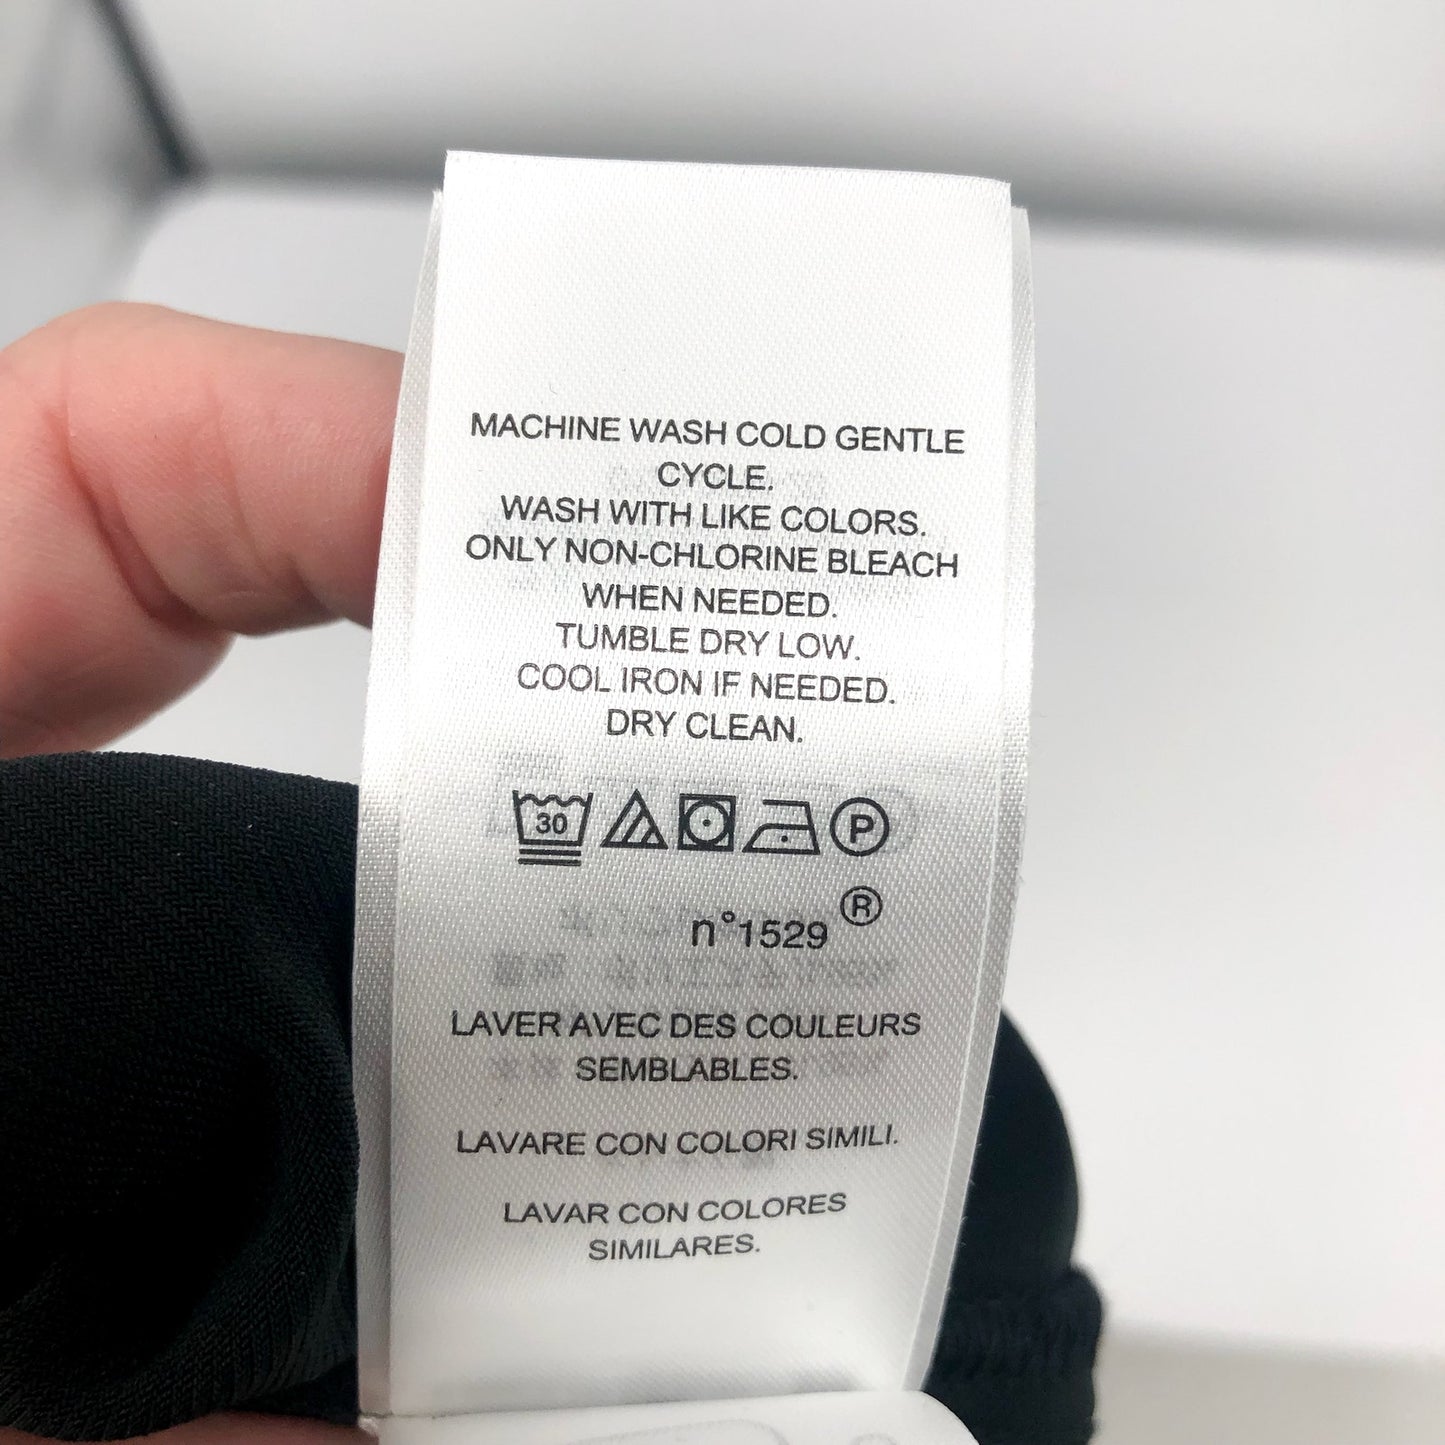 MACHINE WASH COLD GENTLE
CYCLE.
WASH WITH LIKE COLORS.
ONLY NON-CHLORINE BLEACH
WHEN NEEDED.
TUMBLE DRY LOW.
COOL IRON IF NEEDED.
DRY CLEAN.
30 P
n°1529®
LAVER AVEC DES COULEURS
SEMBLABLES.
LAVARE CON COLORI SIMILI.
LAVAR CON COLORES
SIMILARES.